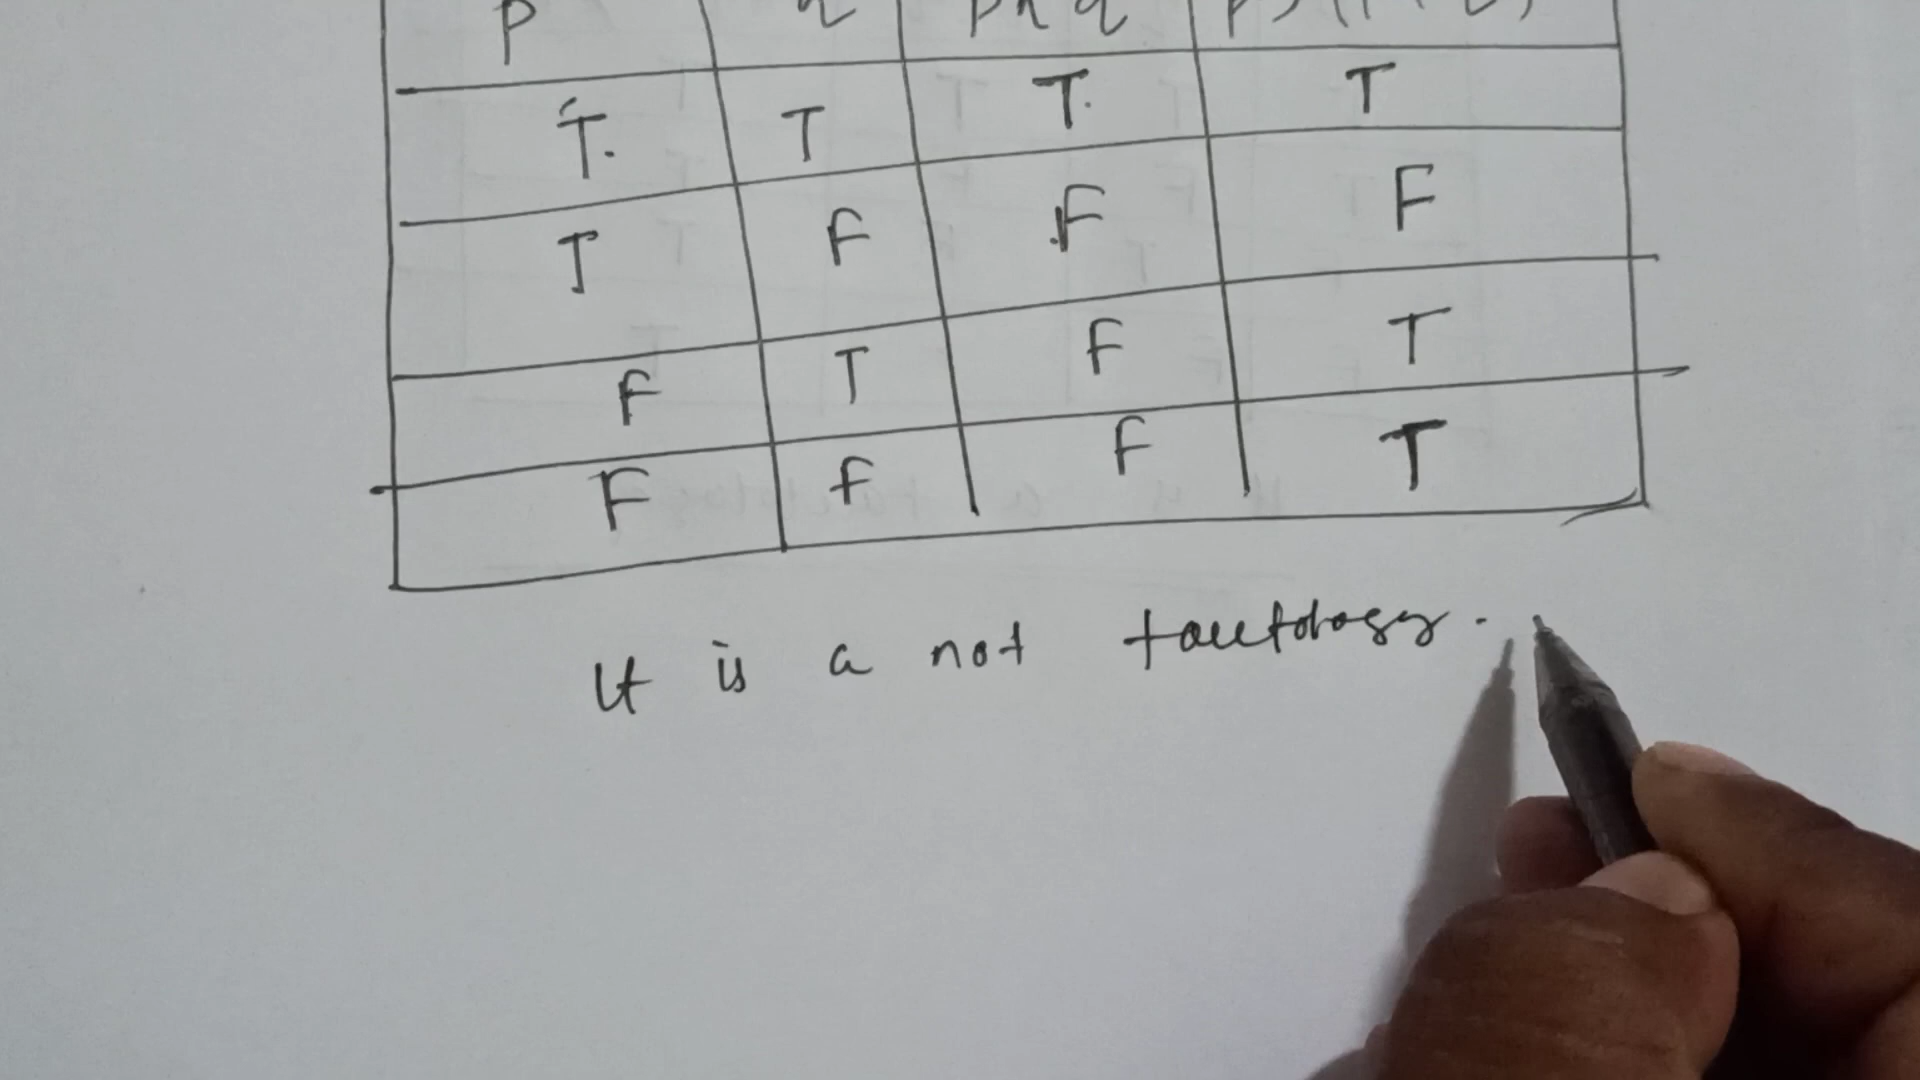 p q p∧q
T T T T
T F F F
F T F T
F F F T
It is a not tautology.